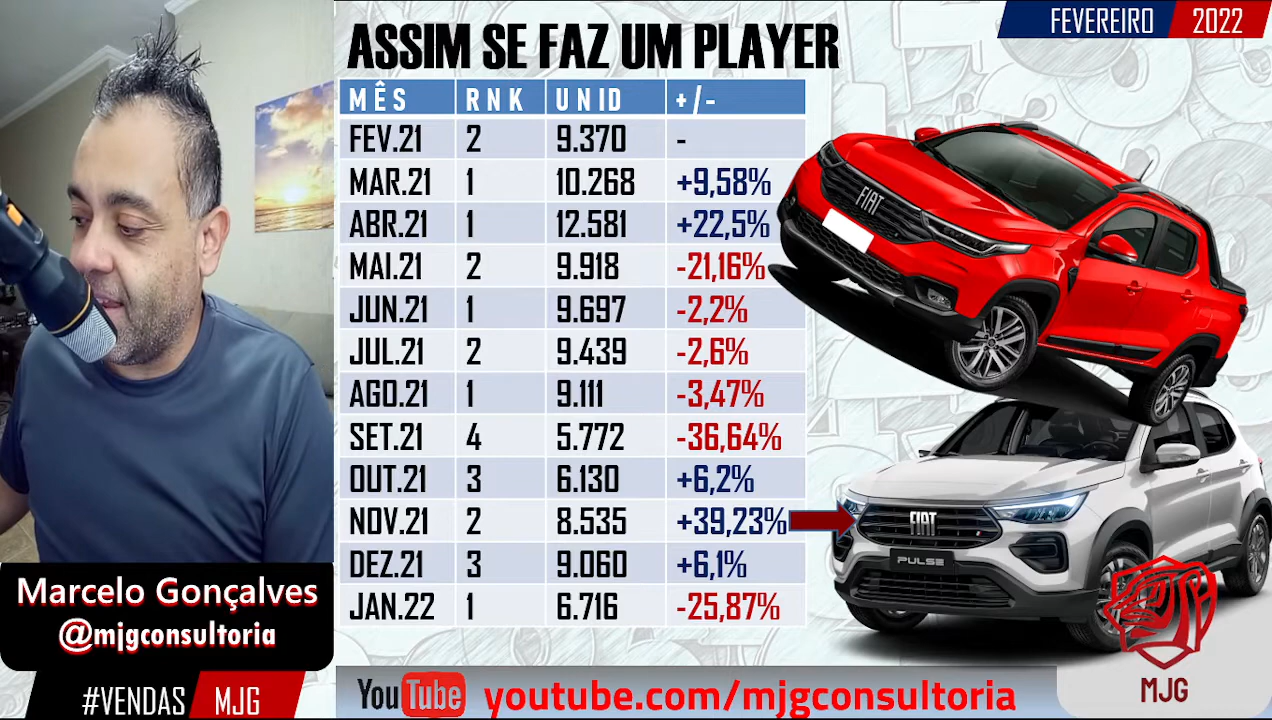 FEVEREIRO 2022
ASSIM SE FAZ UM PLAYER
MÊS RNK UNID +/-
FEV.21 2 9.370 -
MAR.21 1 10.268 +9,58%
ABR.21 1 12.581 +22,5%
MAI.21 2 9.918 -21,16%
JUN.21 1 9.697 -2,2%
JUL.21 2 9.439 -2,6%
AGO.21 1 9.111 -3,47%
SET.21 4 5.772 -36,64%
OUT.21 3 6.130 +6,2%
NOV.21 2 8.535 +39,23%
DEZ.21 3 9.060 +6,1%
JAN.22 1 6.716 -25,87%
FIAT
FIAT
PULSE
Marcelo Gonçalves
@mjgconsultoria
#VENDAS MJG
YouTube youtube.com/mjgconsultoria
MJG